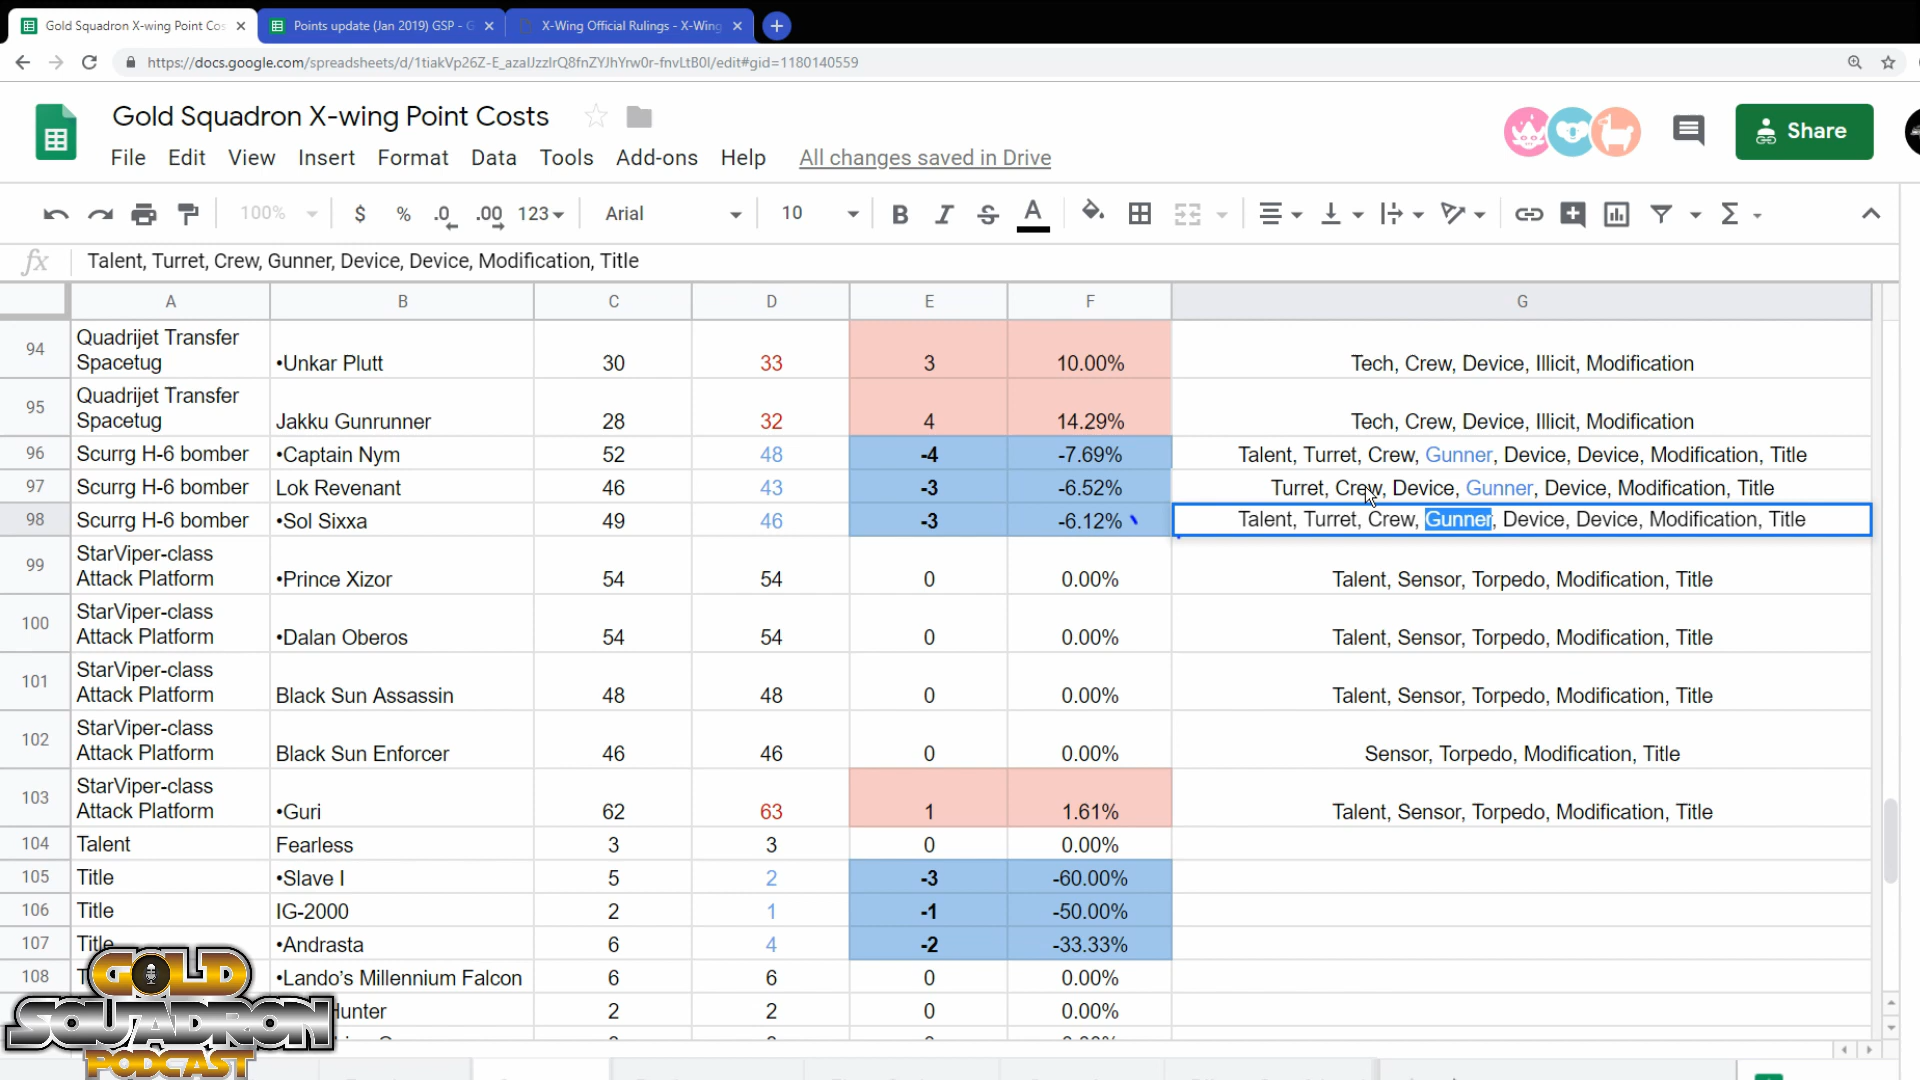 Gold Squadron X-wing Point Cos
Points update (Jan 2019) GSP - G
X-Wing Official Rulings - X-Wing
https://docs.google.com/spreadsheets/d/1tiakVp26Z-E_azalJzzIrQ8fnZYJhYrw0r-fnvLtB0I/edit#gid=1180140559
Gold Squadron X-wing Point Costs
File Edit View Insert Format Data Tools Add-ons Help All changes saved in Drive
Share
100% $ % .0 .00 123 Arial 10 B I S A Σ
fx Talent, Turret, Crew, Gunner, Device, Device, Modification, Title
A B C D E F G
94 Quadrijet Transfer Spacetug •Unkar Plutt 30 33 3 10.00% Tech, Crew, Device, Illicit, Modification
95 Quadrijet Transfer Spacetug Jakku Gunrunner 28 32 4 14.29% Tech, Crew, Device, Illicit, Modification
96 Scurrg H-6 bomber •Captain Nym 52 48 -4 -7.69% Talent, Turret, Crew, Gunner, Device, Device, Modification, Title
97 Scurrg H-6 bomber Lok Revenant 46 43 -3 -6.52% Turret, Crew, Device, Gunner, Device, Modification, Title
98 Scurrg H-6 bomber •Sol Sixxa 49 46 -3 -6.12% Talent, Turret, Crew, Gunner, Device, Device, Modification, Title
99 StarViper-class Attack Platform •Prince Xizor 54 54 0 0.00% Talent, Sensor, Torpedo, Modification, Title
100 StarViper-class Attack Platform •Dalan Oberos 54 54 0 0.00% Talent, Sensor, Torpedo, Modification, Title
101 StarViper-class Attack Platform Black Sun Assassin 48 48 0 0.00% Talent, Sensor, Torpedo, Modification, Title
102 StarViper-class Attack Platform Black Sun Enforcer 46 46 0 0.00% Sensor, Torpedo, Modification, Title
103 StarViper-class Attack Platform •Guri 62 63 1 1.61% Talent, Sensor, Torpedo, Modification, Title
104 Talent Fearless 3 3 0 0.00%
105 Title •Slave I 5 2 -3 -60.00%
106 Title IG-2000 2 1 -1 -50.00%
107 Title •Andrasta 6 4 -2 -33.33%
108 T •Lando's Millennium Falcon 6 6 0 0.00%
Hunter 2 2 0 0.00%
GOLD
SQUADRON
PODCAST